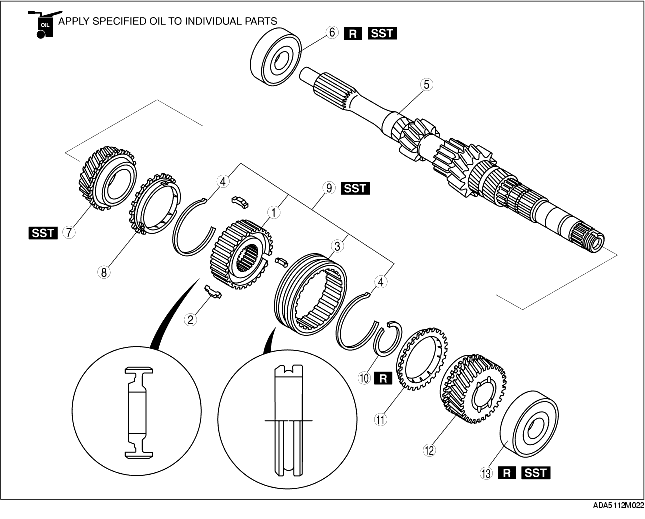 OIL APPLY SPECIFIED OIL TO INDIVIDUAL PARTS
6 R SST
5
4
9 SST
1
SST 7
3
8
4
2
10 R
11
12
13 R SST
ADA5112M022